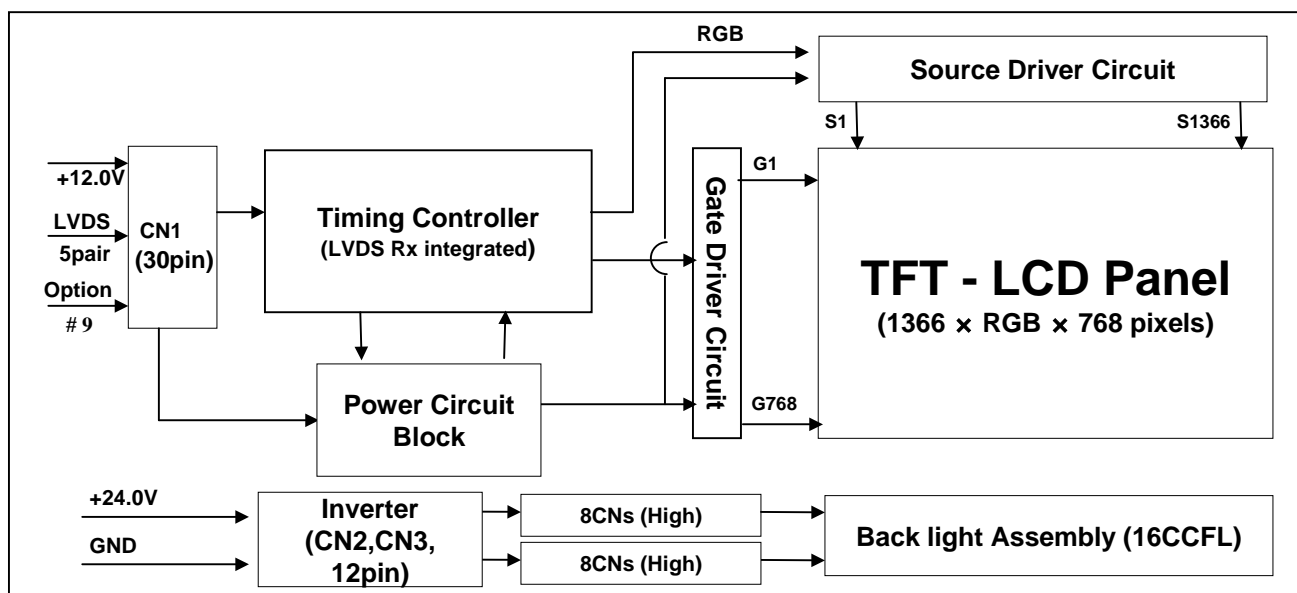 RGB
Source Driver Circuit
S1
S1366
+12.0V
LVDS
5pair
Option
# 9
CN1
(30pin)
Timing Controller
(LVDS Rx integrated)
Gate Driver Circuit
G1
G768
TFT - LCD Panel
(1366 × RGB × 768 pixels)
Power Circuit
Block
+24.0V
GND
Inverter
(CN2,CN3,
12pin)
8CNs (High)
8CNs (High)
Back light Assembly (16CCFL)